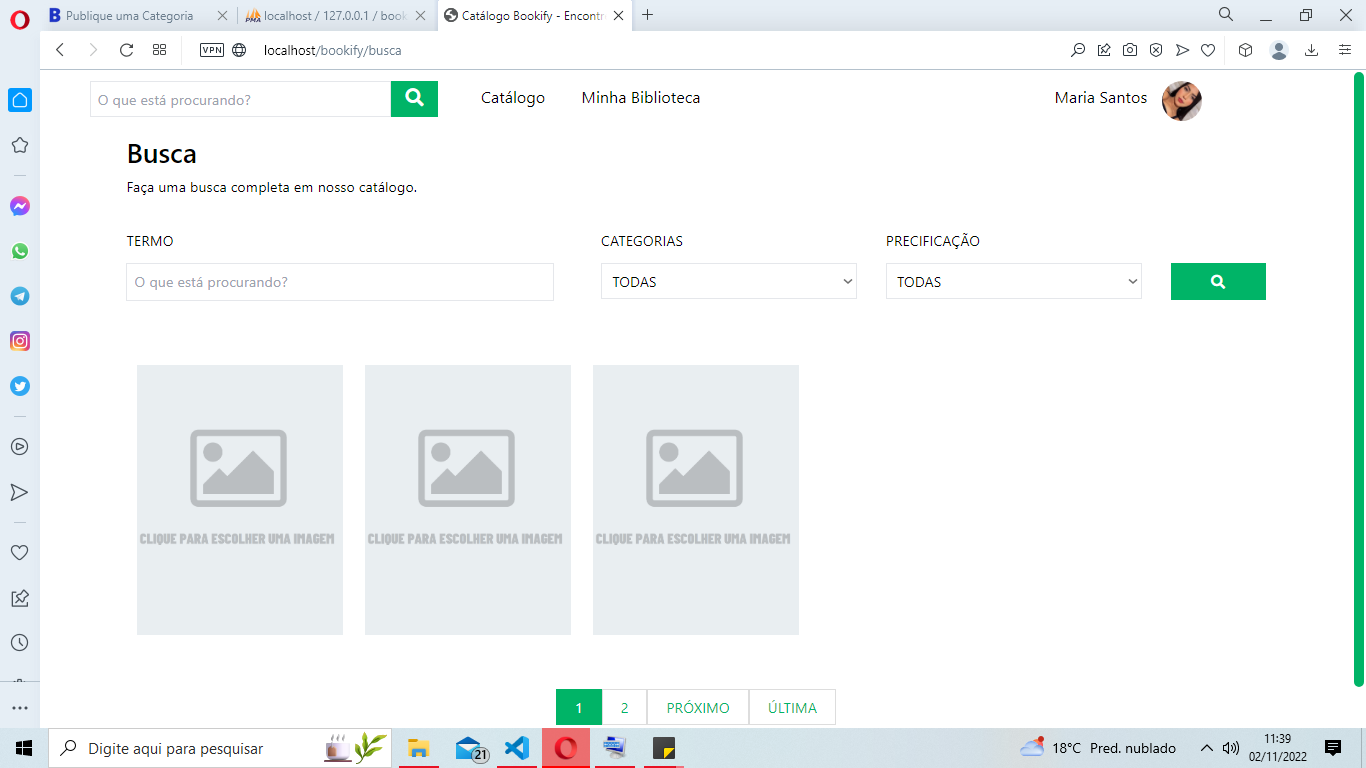 Publique uma Categoria
localhost / 127.0.0.1 / book
Catálogo Bookify - Encontr
VPN
localhost/bookify/busca
O que está procurando?
Catálogo
Minha Biblioteca
Maria Santos
Busca
Faça uma busca completa em nosso catálogo.
TERMO
CATEGORIAS
PRECIFICAÇÃO
O que está procurando?
TODAS
TODAS
CLIQUE PARA ESCOLHER UMA IMAGEM
CLIQUE PARA ESCOLHER UMA IMAGEM
CLIQUE PARA ESCOLHER UMA IMAGEM
1
2
PRÓXIMO
ÚLTIMA
Digite aqui para pesquisar
21
18°C Pred. nublado
11:39
02/11/2022